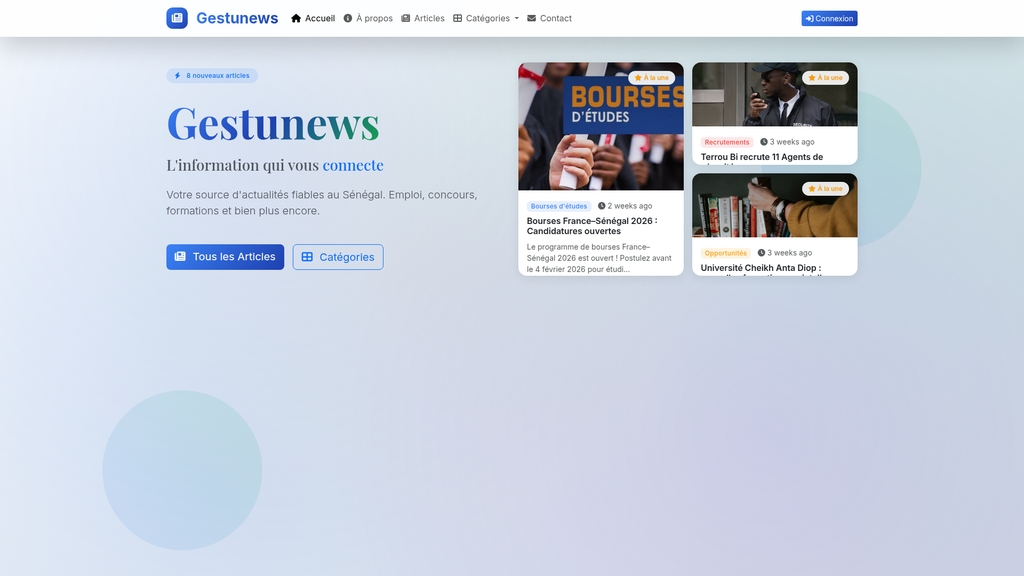 Gestunews
Accueil
À propos
Articles
Catégories
Contact
Connexion
8 nouveaux articles
Gestunews
L'information qui vous connecte
Votre source d'actualités fiables au Sénégal. Emploi, concours,
formations et bien plus encore.
Tous les Articles
Catégories
BOURSES
D'ÉTUDES
À la une
Bourses d'études
2 weeks ago
Bourses France–Sénégal 2026 :
Candidatures ouvertes
Le programme de bourses France–
Sénégal 2026 est ouvert ! Postulez avant
le 4 février 2026 pour étudi...
À la une
Recrutements
3 weeks ago
Terrou Bi recrute 11 Agents de
À la une
Opportunités
3 weeks ago
Université Cheikh Anta Diop :